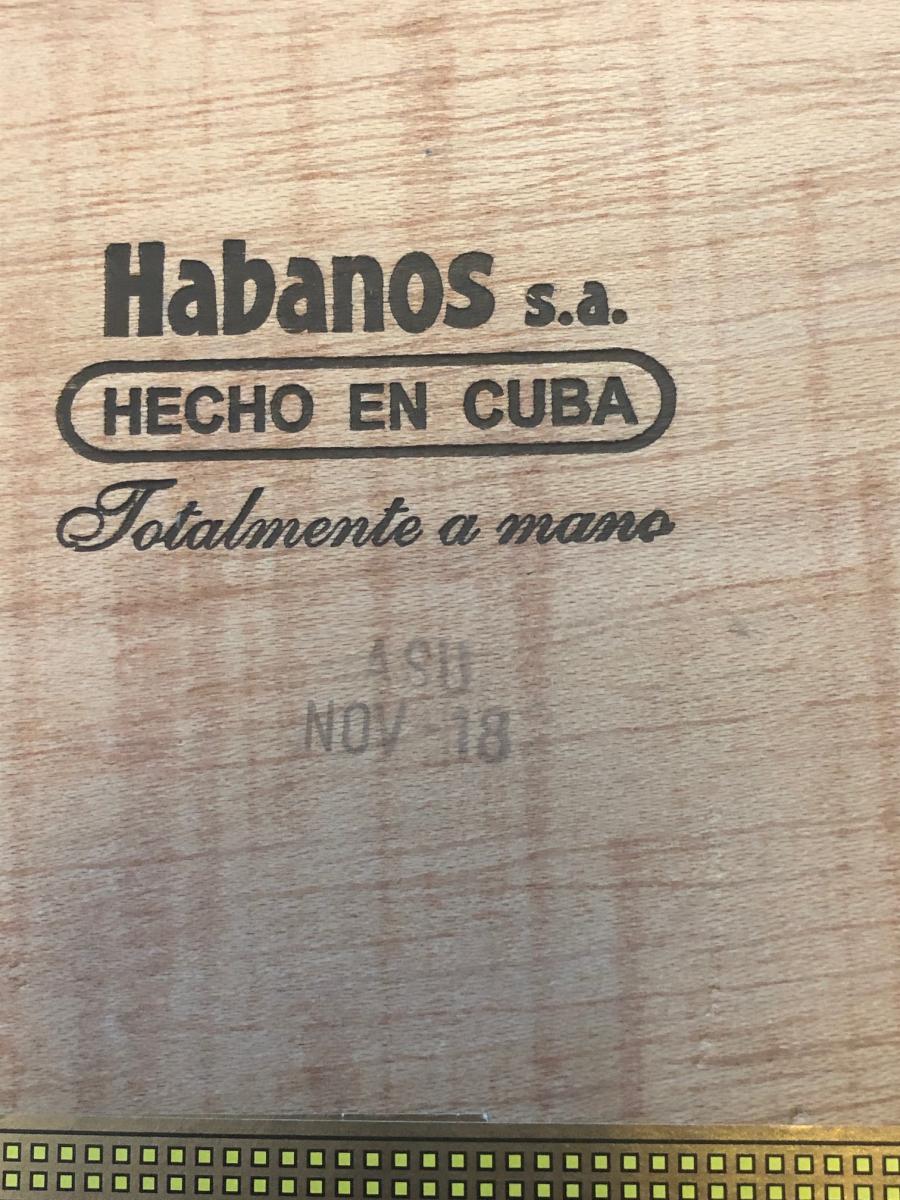 Habanos s.a.
HECHO EN CUBA
Totalmente a mano
ASU
NOV - 18